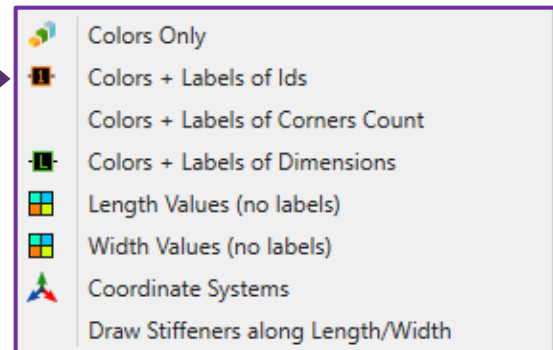 Colors Only
1
Colors + Labels of Ids
Colors + Labels of Corners Count
L
Colors + Labels of Dimensions
Length Values (no labels)
Width Values (no labels)
Coordinate Systems
Draw Stiffeners along Length/Width